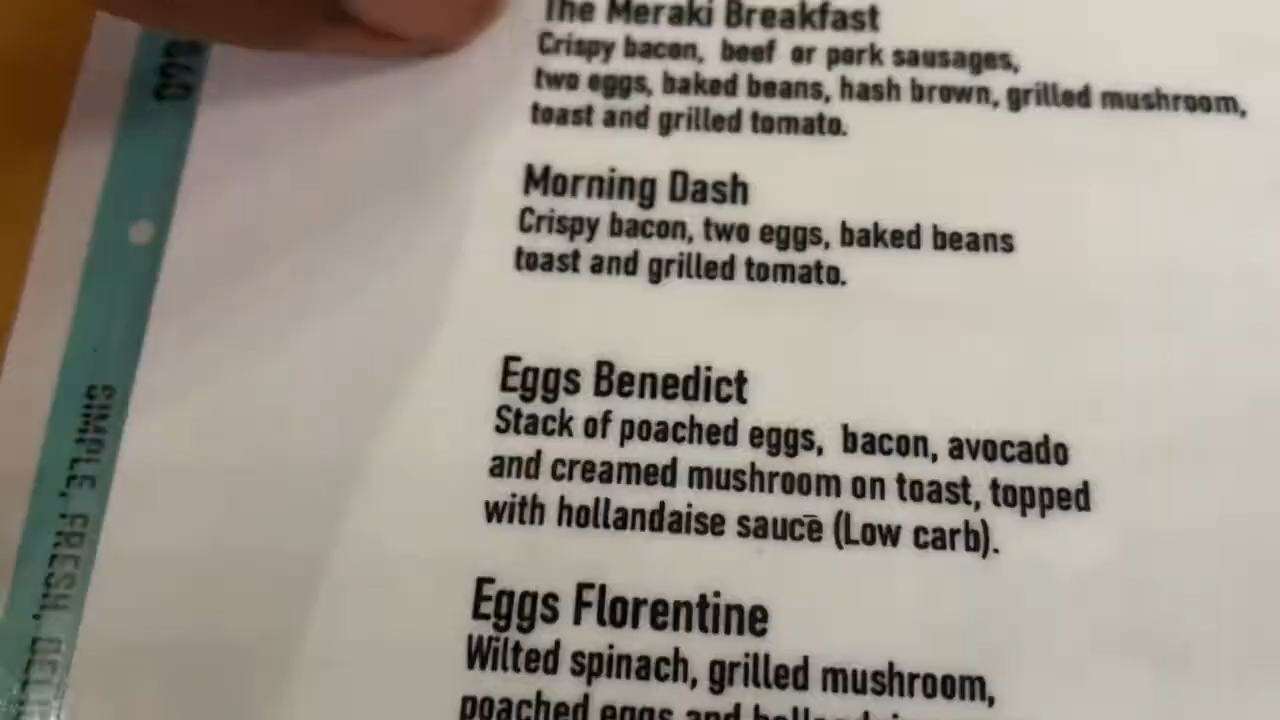 The Meraki Breakfast
Crispy bacon, beef or pork sausages,
two eggs, baked beans, hash brown, grilled mushroom,
toast and grilled tomato.
Morning Dash
Crispy bacon, two eggs, baked beans
toast and grilled tomato.
Eggs Benedict
Stack of poached eggs, bacon, avocado
and creamed mushroom on toast, topped
with hollandaise sauce (Low carb).
Eggs Florentine
Wilted spinach, grilled mushroom,
poached eggs and
SIMPLE, FRESH,